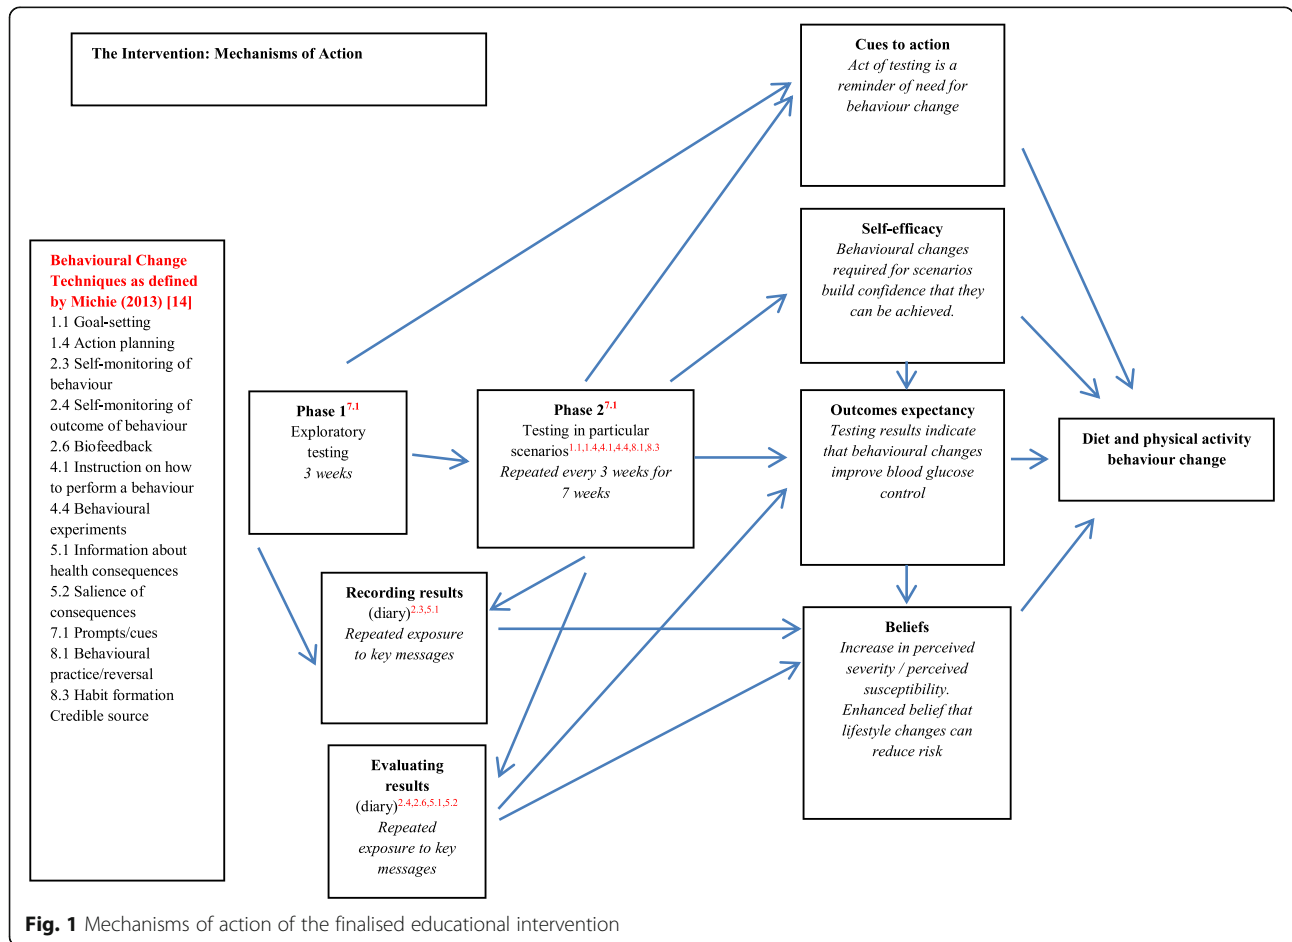 The Intervention: Mechanisms of Action
Cues to action
Act of testing is a
reminder of need for
behaviour change
Self-efficacy
Behavioural changes
required for scenarios
build confidence that they
can be achieved.
Behavioural Change
Techniques as defined
by Michie (2013) [14]
1.1 Goal-setting
1.4 Action planning
2.3 Self-monitoring of
behaviour
2.4 Self-monitoring of
outcome of behaviour
2.6 Biofeedback
4.1 Instruction on how
to perform a behaviour
4.4 Behavioural
experiments
5.1 Information about
health consequences
5.2 Salience of
consequences
7.1 Prompts/cues
8.1 Behavioural
practice/reversal
8.3 Habit formation
Credible source
Phase 17.1
Exploratory
testing
3 weeks
Phase 27.1
Testing in particular
scenarios1.1,1.4,4.1,4.4,8.1,8.3
Repeated every 3 weeks for
7 weeks
Outcomes expectancy
Testing results indicate
that behavioural changes
improve blood glucose
control
Diet and physical activity
behaviour change
Recording results
(diary)2.3,5.1
Repeated exposure
to key messages
Beliefs
Increase in perceived
severity / perceived
susceptibility.
Enhanced belief that
lifestyle changes can
reduce risk
Evaluating
results
(diary)2.4,2.6,5.1,5.2
Repeated
exposure to key
messages
Fig. 1 Mechanisms of action of the finalised educational intervention